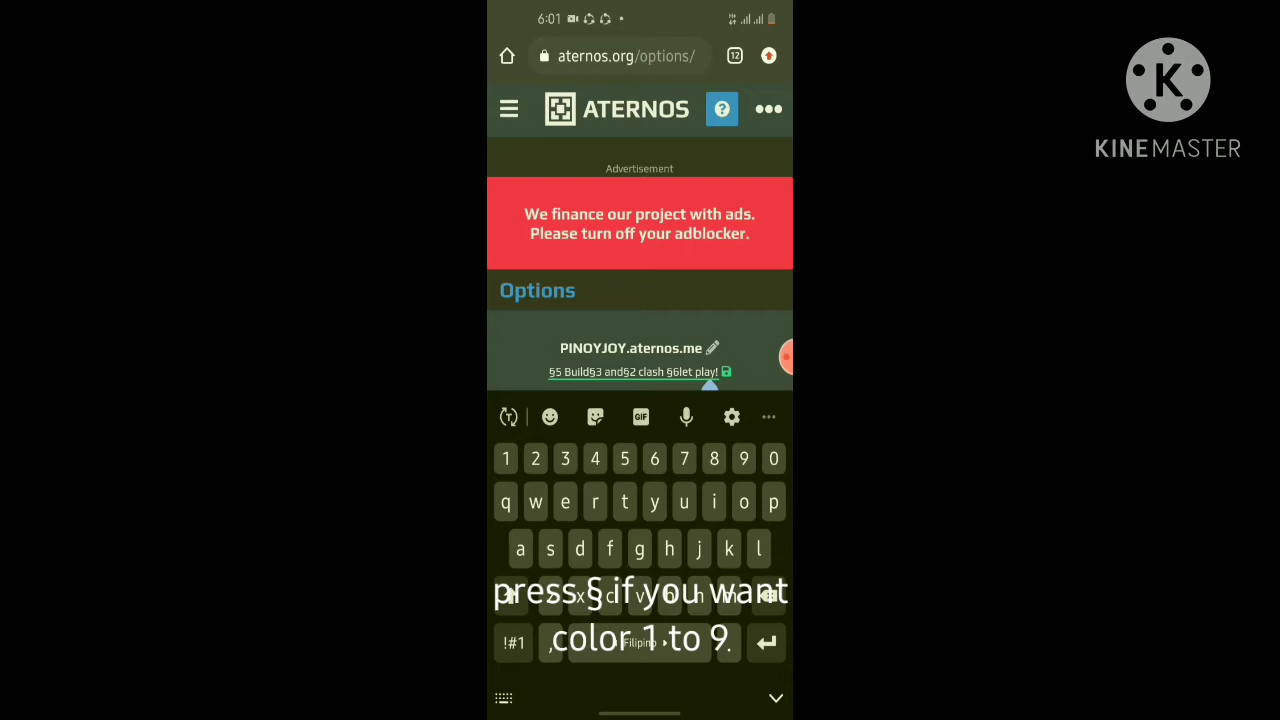 6:01
aternos.org/options/
12
ATERNOS
KINEMASTER
Advertisement
We finance our project with ads.
Please turn off your adblocker.
Options
PINOYJOY.aternos.me
§5 Build§3 and§2 clash §6let play!
GIF
1 2 3 4 5 6 7 8 9 0
q w e r t y u i o p
a s d f g h j k l
z x c v b n m
press § if you want
color 1 to 9.
!#1 , Filipino .